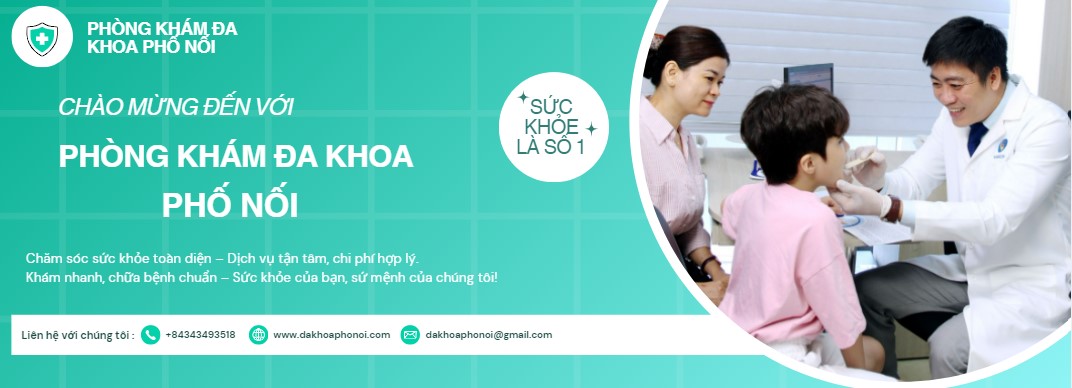 PHÒNG KHÁM ĐA
KHOA PHỐ NỐI
CHÀO MỪNG ĐẾN VỚI
PHÒNG KHÁM ĐA KHOA
PHỐ NỐI
SỨC
KHỎE
LÀ SỐ 1
Chăm sóc sức khỏe toàn diện – Dịch vụ tận tâm, chi phí hợp lý.
Khám nhanh, chữa bệnh chuẩn – Sức khỏe của bạn, sứ mệnh của chúng tôi!
Liên hệ với chúng tôi : +84343493518 www.dakhoaphonoi.com dakhoaphonoi@gmail.com